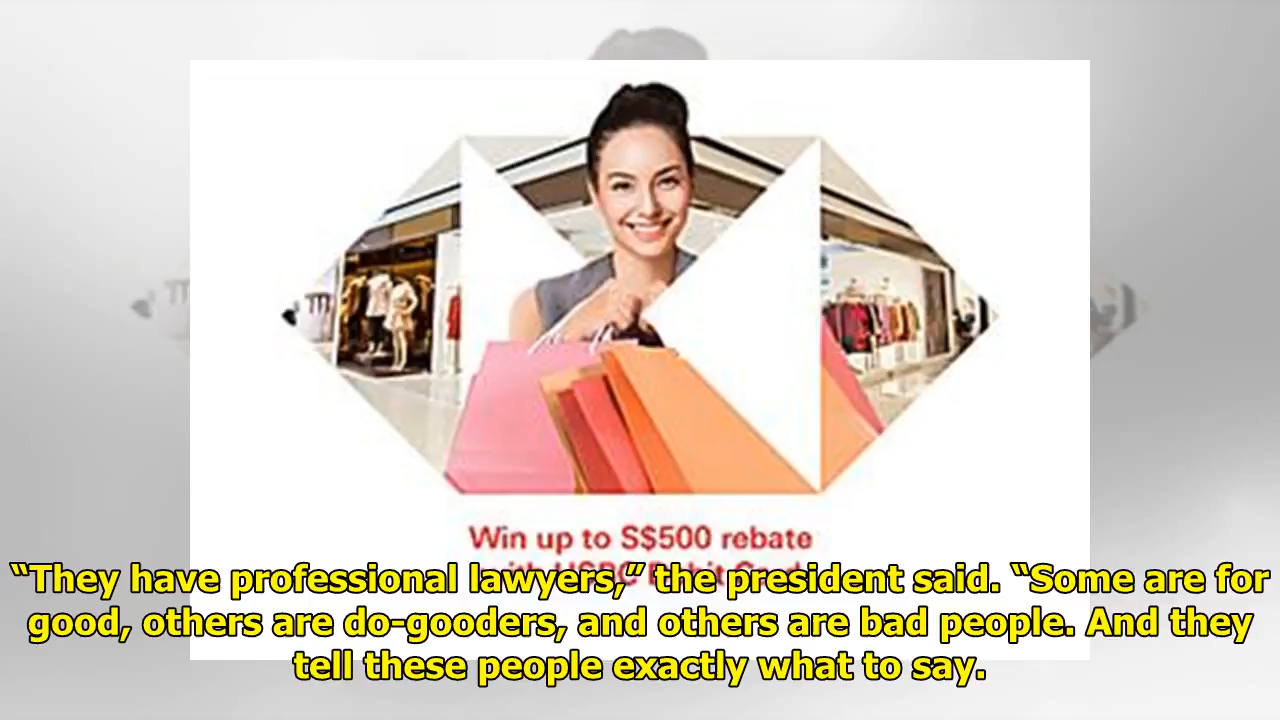 Win up to S$500 rebate
“They have professional lawyers,” the president said. “Some are for
good, others are do-gooders, and others are bad people. And they
tell these people exactly what to say.